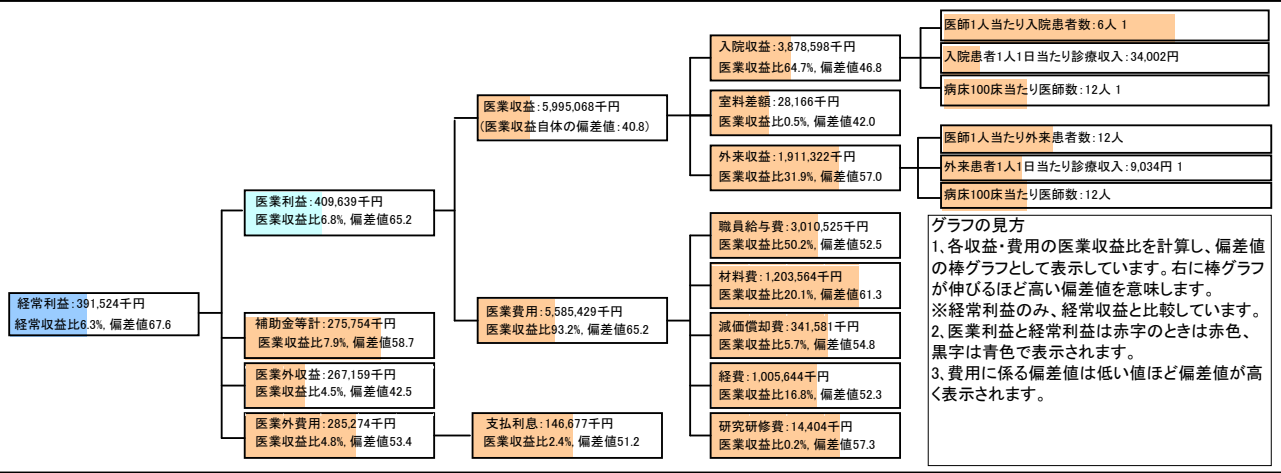 経常利益:391,524千円
経常収益比6.3%, 偏差値67.6
医業利益:409,639千円
医業収益比6.8%, 偏差値65.2
補助金等計:275,754千円
医業収益比7.9%, 偏差値58.7
医業外収益:267,159千円
医業収益比4.5%, 偏差値42.5
医業外費用:285,274千円
医業収益比4.8%, 偏差値53.4
医業収益:5,995,068千円
(医業収益自体の偏差値:40.8)
医業費用:5,585,429千円
医業収益比93.2%, 偏差値65.2
支払利息:146,677千円
医業収益比2.4%, 偏差値51.2
入院収益:3,878,598千円
医業収益比64.7%, 偏差値46.8
室料差額:28,166千円
医業収益比0.5%, 偏差値42.0
外来収益:1,911,322千円
医業収益比31.9%, 偏差値57.0
職員給与費:3,010,525千円
医業収益比50.2%, 偏差値52.5
材料費:1,203,564千円
医業収益比20.1%, 偏差値61.3
減価償却費:341,581千円
医業収益比5.7%, 偏差値54.8
経費:1,005,644千円
医業収益比16.8%, 偏差値52.3
研究研修費:14,404千円
医業収益比0.2%, 偏差値57.3
医師1人当たり入院患者数:6人 1
入院患者1人1日当たり診療収入:34,002円
病床100床当たり医師数:12人 1
医師1人当たり外来患者数:12人
外来患者1人1日当たり診療収入:9,034円 1
病床100床当たり医師数:12人
グラフの見方
1、各収益・費用の医業収益比を計算し、偏差値
の棒グラフとして表示しています。右に棒グラフ
が伸びるほど高い偏差値を意味します。
※経常利益のみ、経常収益と比較しています。
2、医業利益と経常利益は赤字のときは赤色、
黒字は青色で表示されます。
3、費用に係る偏差値は低い値ほど偏差値が高
く表示されます。